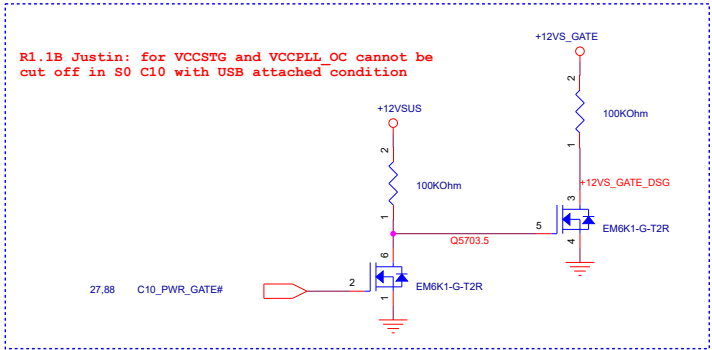 +12VS_GATE
R1.1B Justin: for VCCSTG and VCCPLL_OC cannot be
cut off in S0 C10 with USB attached condition
2
+12VSUS
100KOhm
2
1
100KOhm
+12VS_GATE_DSG
3
1
5
EM6K1-G-T2R
Q5703.5
4
6
27,88 C10_PWR_GATE#
2
EM6K1-G-T2R
1